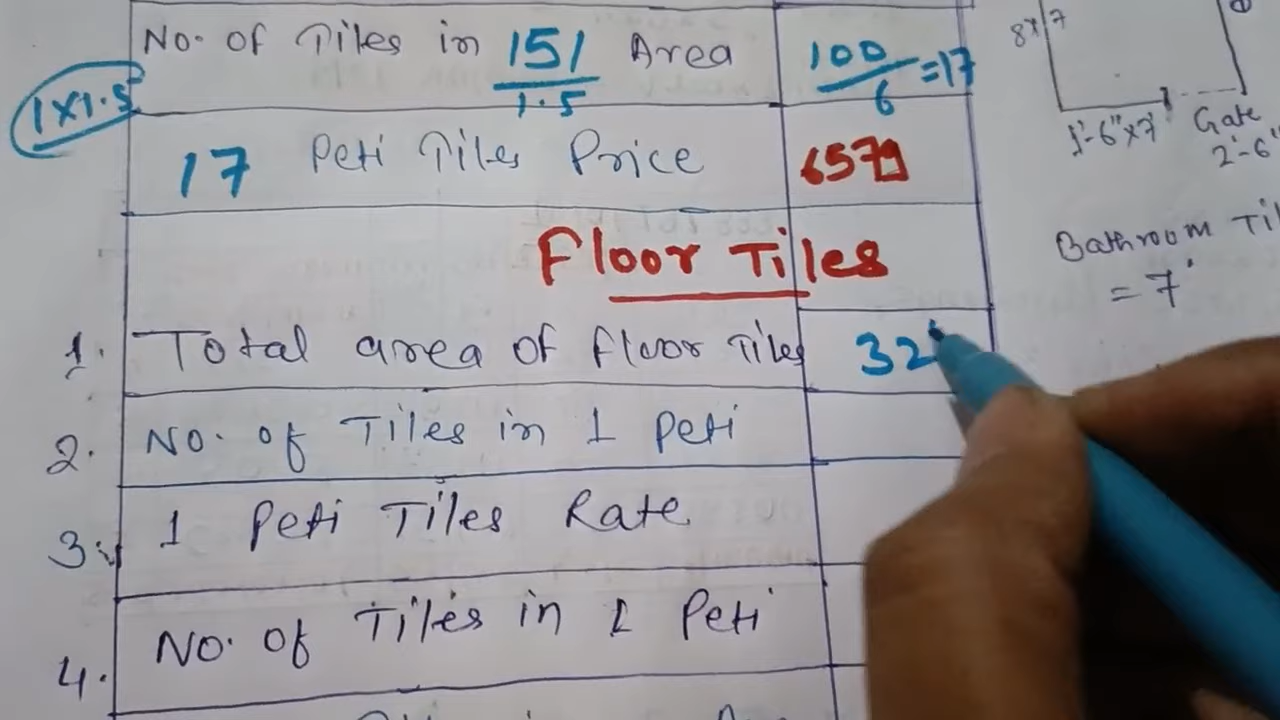 No. of Tiles in 151 Area 100
1.5 6 =17
1x1.5
17 Peti Tiles Price 6579
Floor Tiles
1. Total area of floor Tiles 32
2. No. of Tiles in 1 Peti
3. 1 Peti Tiles Rate
4. No. of Tiles in 1 Peti
8x7
1'-6"x7'
Gate
2'-6"
Bathroom
= 7'